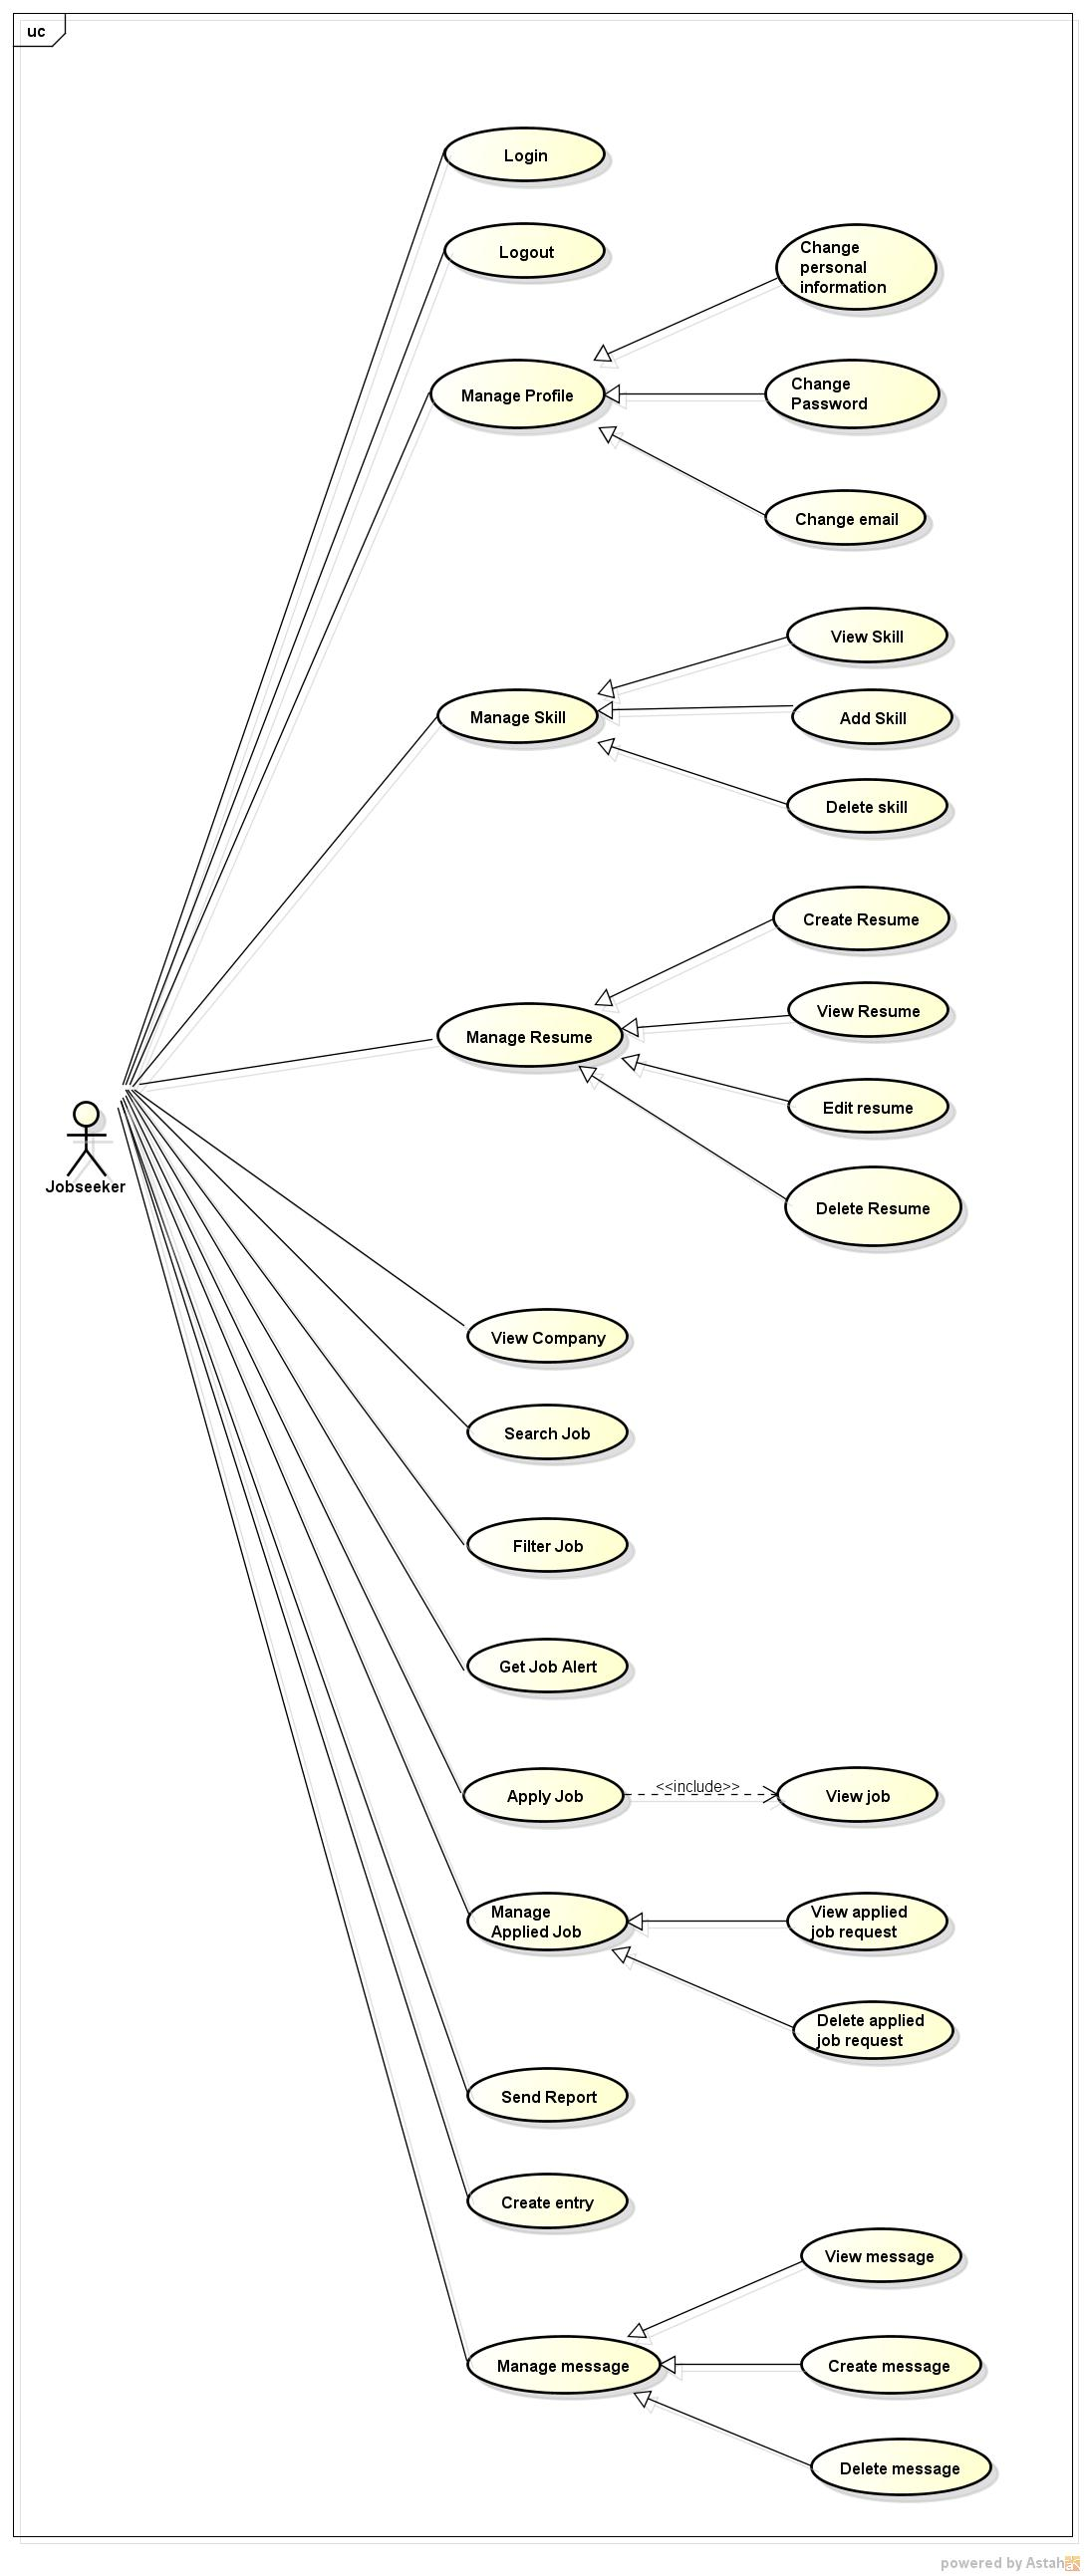 uc
Login
Logout
Change
personal
information
Manage Profile
Change
Password
Change email
View Skill
Manage Skill
Add Skill
Delete skill
Create Resume
View Resume
Manage Resume
Edit resume
Jobseeker
Delete Resume
View Company
Search Job
Filter Job
Get Job Alert
Apply Job
<<include>>
View job
Manage
Applied Job
View applied
job request
Delete applied
job request
Send Report
Create entry
View message
Manage message
Create message
Delete message
powered by Astah